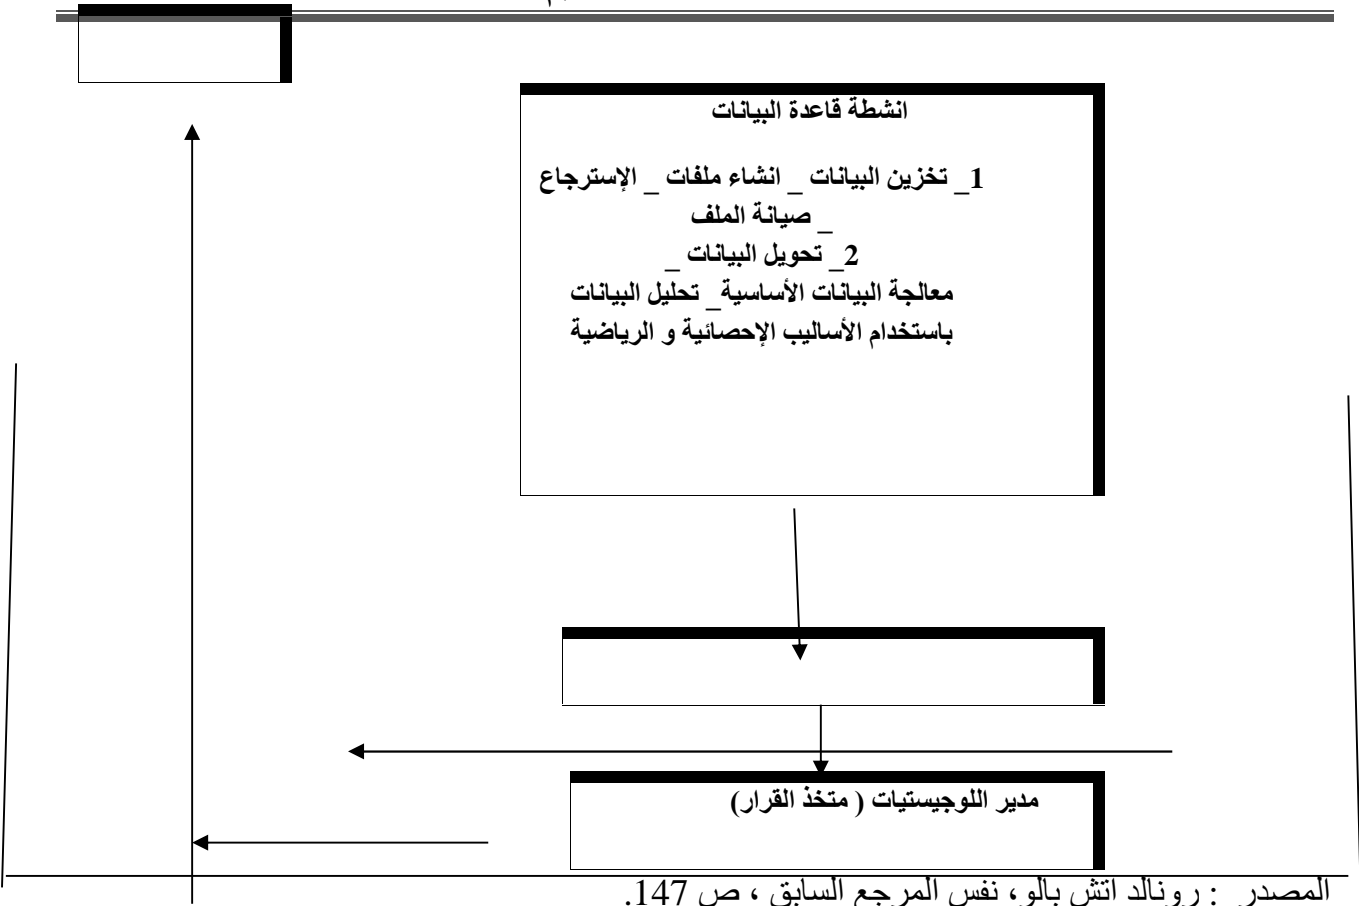 انشطة قاعدة البيانات
1_ تخزين البيانات _ انشاء ملفات _ الإسترجاع
_ صيانة الملف
2_ تحويل البيانات _
معالجة البيانات الأساسية_ تحليل البيانات
باستخدام الأساليب الإحصائية و الرياضية
مدير اللوجيستيات ( متخذ القرار)
المصدر : رونالد اتش بالو، نفس المرجع السابق ، ص 147.